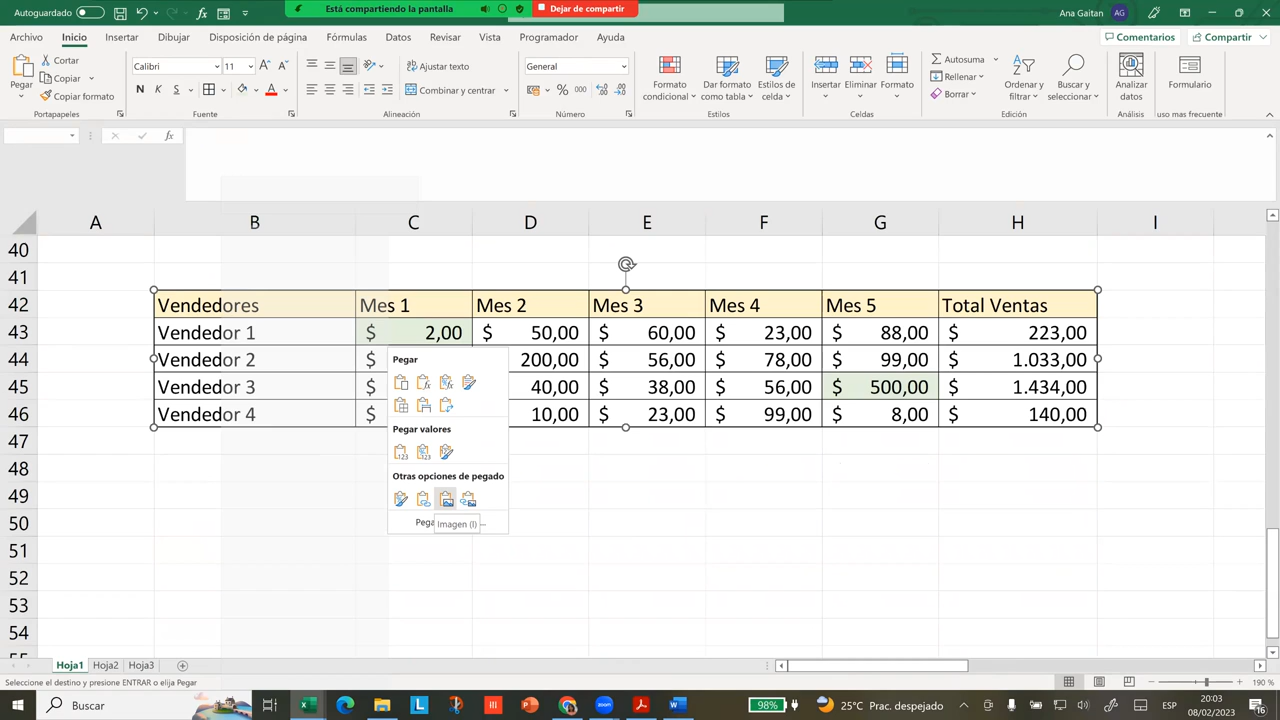 Autoguardado
Está compartiendo la pantalla
Dejar de compartir
Ana Gaitan
AG
Archivo Inicio Insertar Dibujar Disposición de página Fórmulas Datos Revisar Vista Programador Ayuda
Comentarios
Compartir
Pegar
Cortar
Copiar
Copiar formato
Portapapeles
Calibri 11
N K S
Fuente
Ajustar texto
Combinar y centrar
Alineación
General
% 000
Número
Formato condicional
Dar formato como tabla
Estilos de celda
Estilos
Insertar
Eliminar
Formato
Celdas
Autosuma
Rellenar
Borrar
Ordenar y filtrar
Buscar y seleccionar
Edición
Analizar datos
Análisis
Formulario
uso mas frecuente
fx
A B C D E F G H I
40
41
42 Vendedores Mes 1 Mes 2 Mes 3 Mes 4 Mes 5 Total Ventas
43 Vendedor 1 $ 2,00 $ 50,00 $ 60,00 $ 23,00 $ 88,00 $ 223,00
44 Vendedor 2 $ 200,00 $ 56,00 $ 78,00 $ 99,00 $ 1.033,00
45 Vendedor 3 $ 40,00 $ 38,00 $ 56,00 $ 500,00 $ 1.434,00
46 Vendedor 4 $ 10,00 $ 23,00 $ 99,00 $ 8,00 $ 140,00
47
48
49
50
51
52
53
54
55
Pegar
Pegar valores
Otras opciones de pegado
Pega
Imagen (I)
Hoja1 Hoja2 Hoja3
Seleccione el destino y presione ENTRAR o elija Pegar
190 %
Buscar
98%
25°C Prac. despejado
ESP
20:03
08/02/2023
16